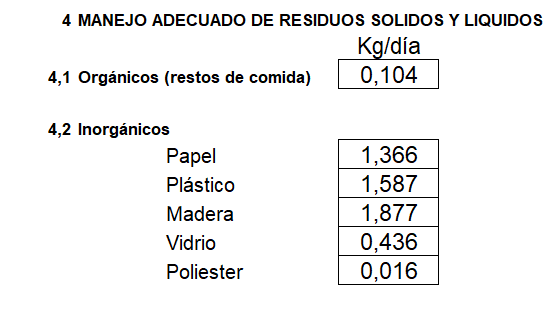 4 MANEJO ADECUADO DE RESIDUOS SOLIDOS Y LIQUIDOS
Kg/día
4,1 Orgánicos (restos de comida) 0,104
4,2 Inorgánicos
Papel 1,366
Plástico 1,587
Madera 1,877
Vidrio 0,436
Poliester 0,016